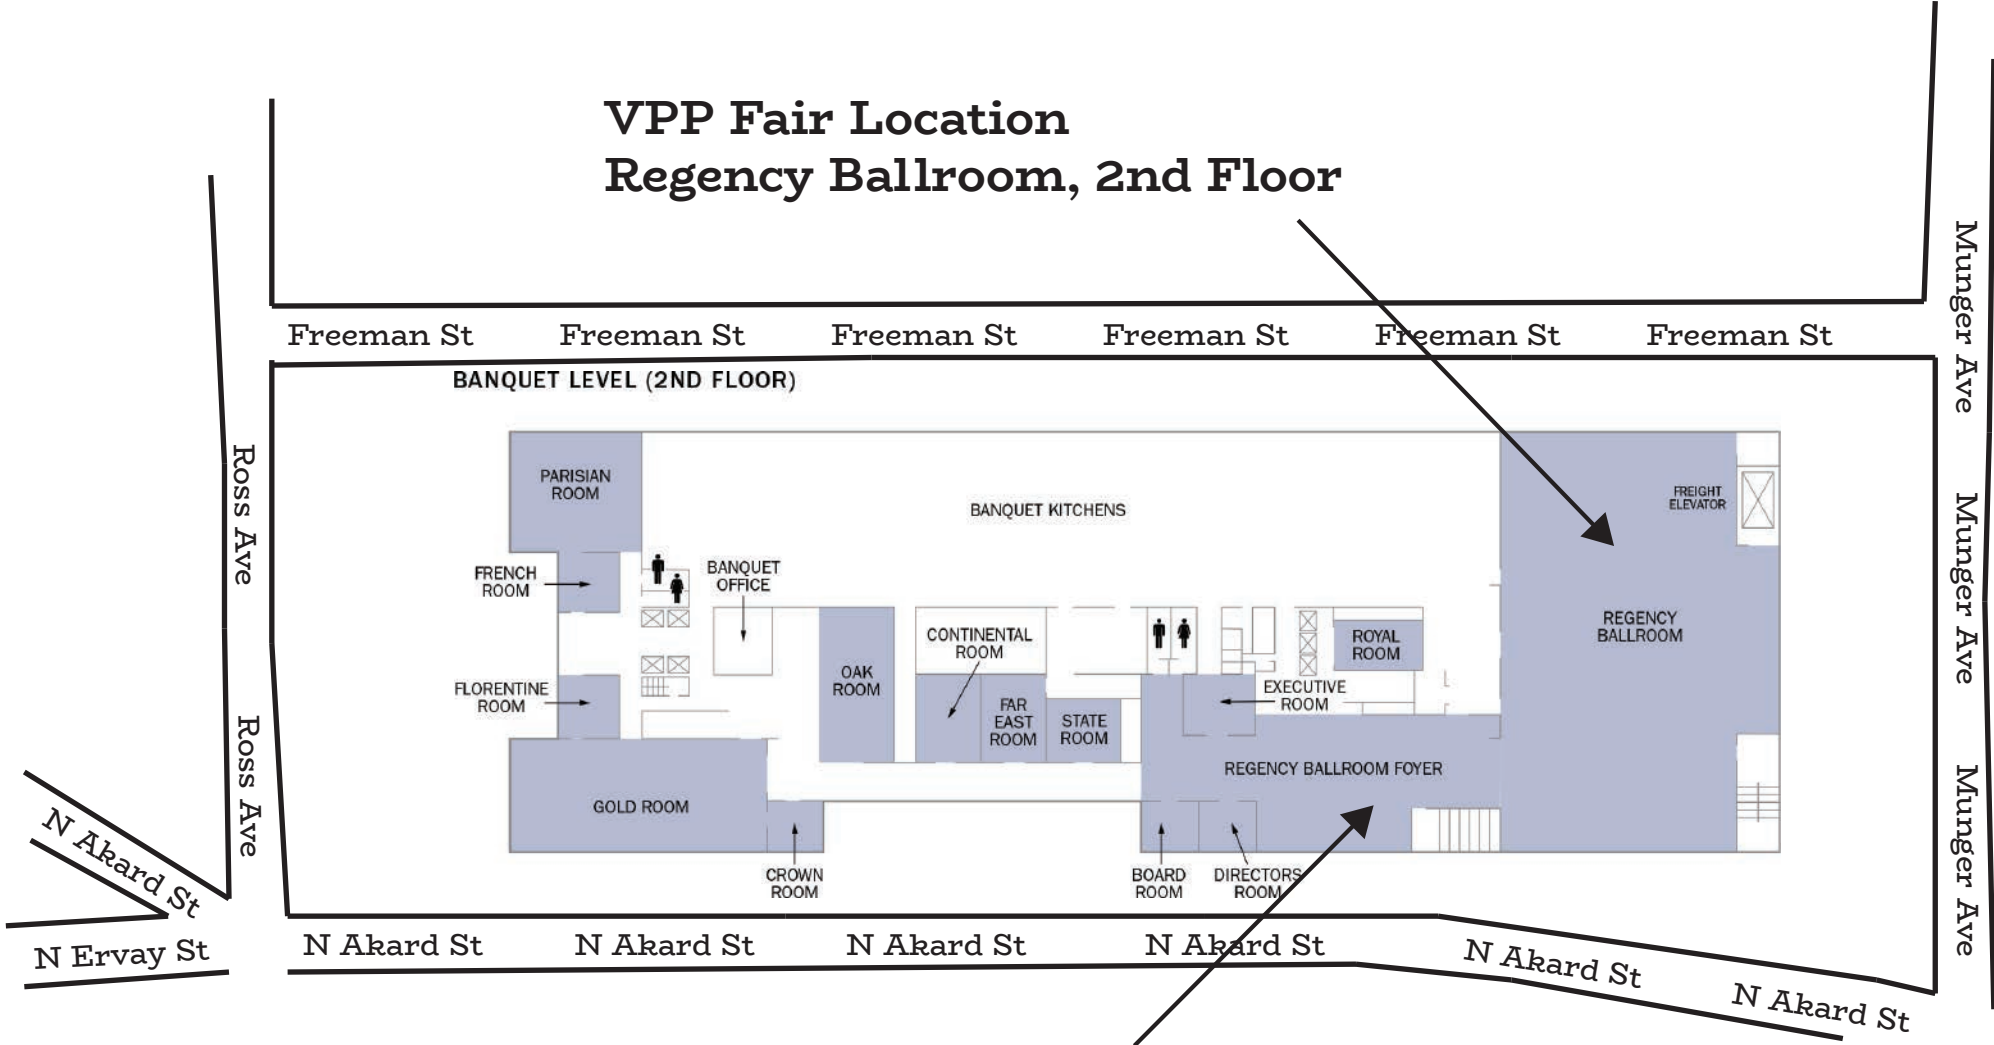 VPP Fair Location
Regency Ballroom, 2nd Floor
Freeman St Freeman St Freeman St Freeman St Freeman St Freeman St
BANQUET LEVEL (2ND FLOOR)
PARISIAN
ROOM
BANQUET KITCHENS
FREIGHT
ELEVATOR
FRENCH
ROOM
BANQUET
OFFICE
REGENCY
BALLROOM
CONTINENTAL
ROOM
ROYAL
ROOM
OAK
ROOM
FLORENTINE
ROOM
EXECUTIVE
ROOM
FAR
EAST
ROOM
STATE
ROOM
REGENCY BALLROOM FOYER
GOLD ROOM
CROWN
ROOM
BOARD
ROOM
DIRECTORS
ROOM
Ross Ave
Ross Ave
Munger Ave
Munger Ave
Munger Ave
N Akard St
N Ervay St
N Akard St N Akard St N Akard St N Akard St N Akard St N Akard St